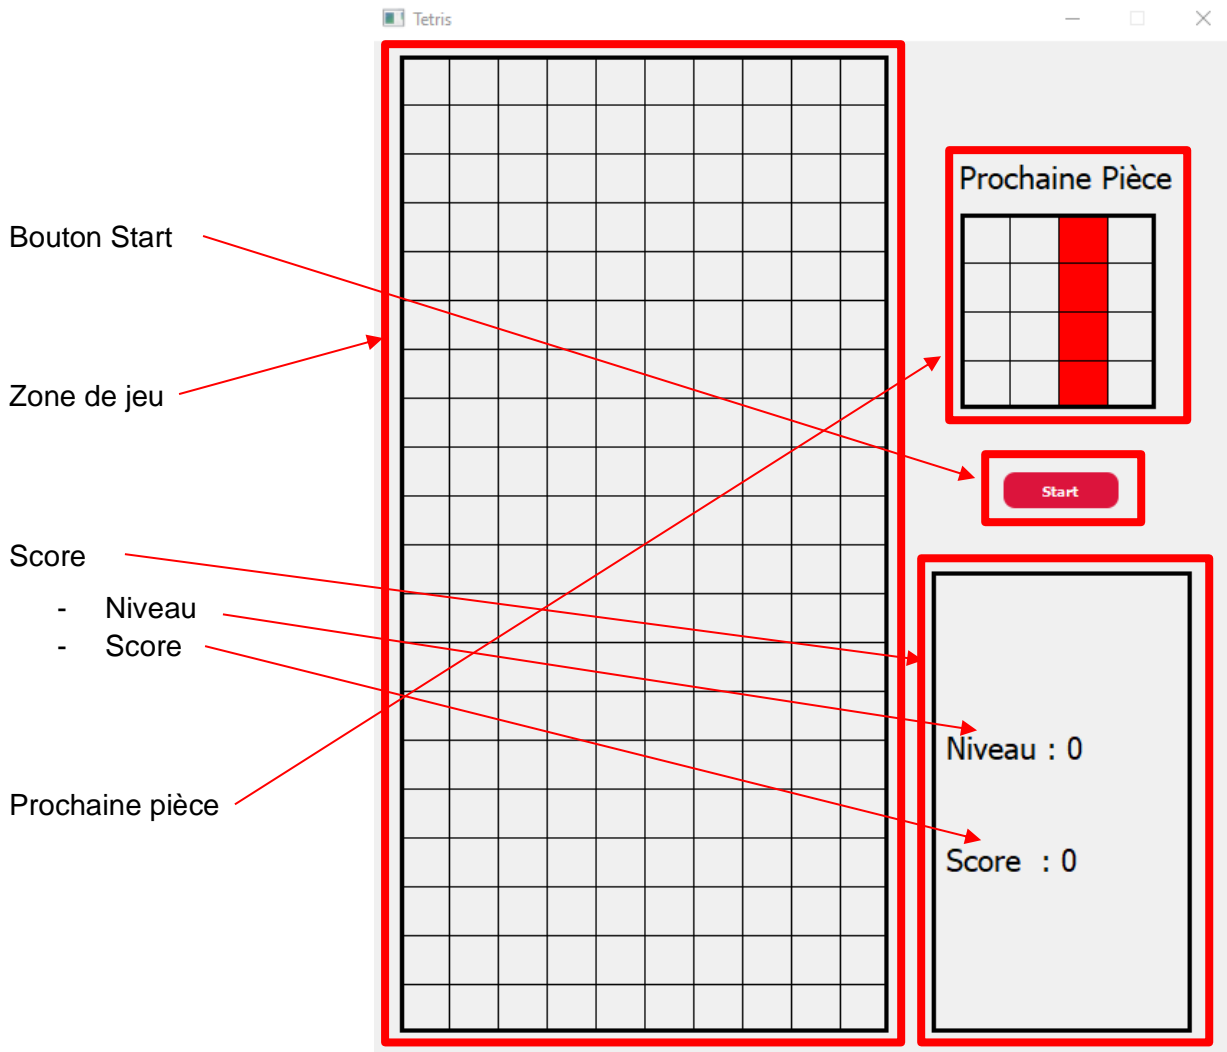 Tetris
Prochaine Pièce
Bouton Start
Zone de jeu
Start
Score
- Niveau
- Score
Niveau : 0
Prochaine pièce
Score : 0